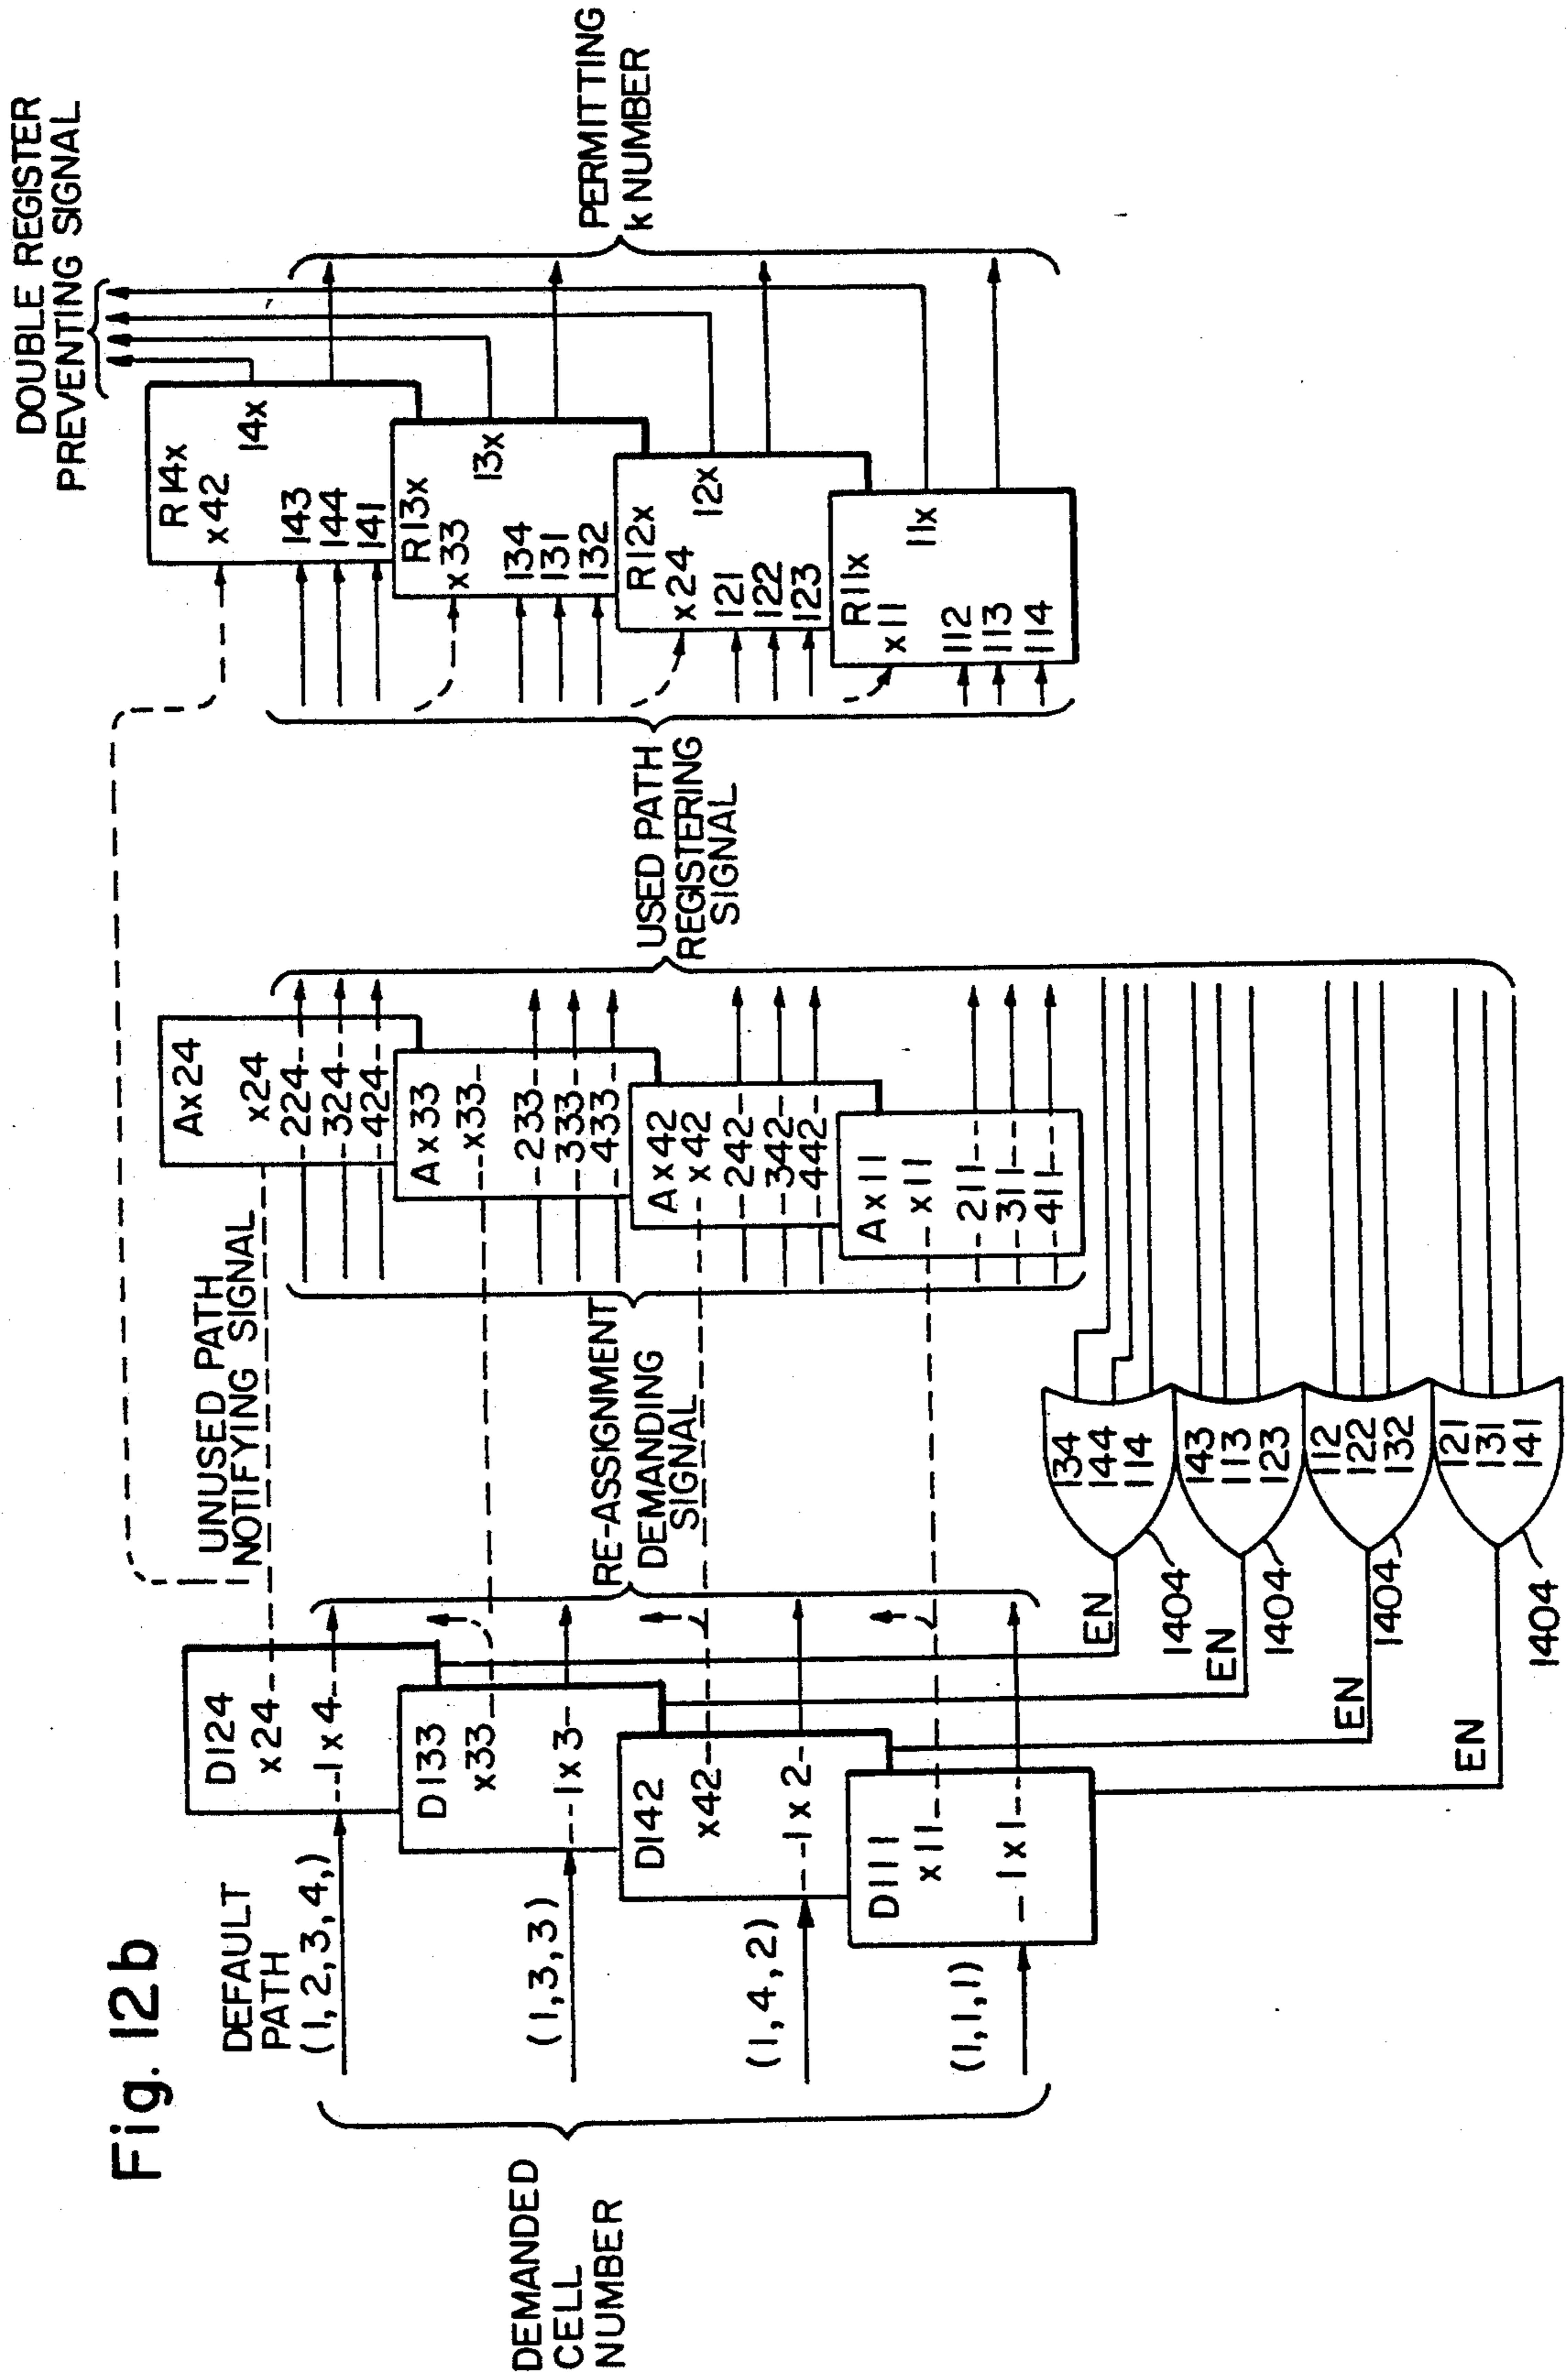 Fig. 12b
DEMANDED
CELL
NUMBER
DEFAULT
PATH
(1,2,3,4,)
(1,3,3)
(1,4,2)
(1,1,1)
D124
x24
1x4
D133
x33
1x3
D142
x42
1x2
D111
x11
1x1
UNUSED PATH
NOTIFYING SIGNAL
RE-ASSIGNMENT
DEMANDING
SIGNAL
EN
EN
EN
EN
1404
1404
1404
1404
134
144
114
143
113
123
112
122
132
121
131
141
Ax24
x24
224
324
424
Ax33
x33
233
333
433
Ax42
x42
242
342
442
Ax11
x11
211
311
411
USED PATH
REGISTERING
SIGNAL
R14x
x42
14x
143
144
141
R13x
x33
13x
134
131
132
R12x
x24
12x
121
122
123
R11x
x11
11x
112
113
114
DOUBLE REGISTER
PREVENTING SIGNAL
PERMITTING
k NUMBER